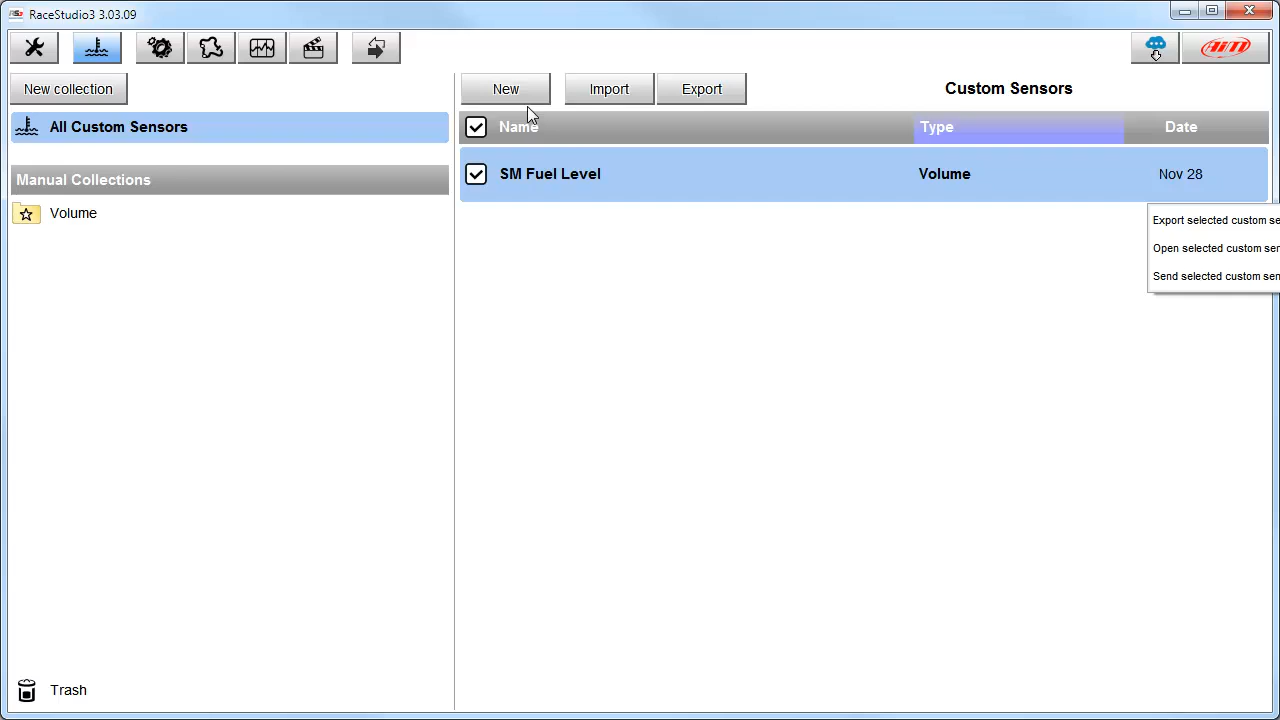 RaceStudio3 3.03.09
AiM
New collection
New
Import
Export
Custom Sensors
All Custom Sensors
Name
Type
Date
Manual Collections
SM Fuel Level
Volume
Nov 28
Volume
Export selected custom se
Open selected custom ser
Send selected custom sen
Trash